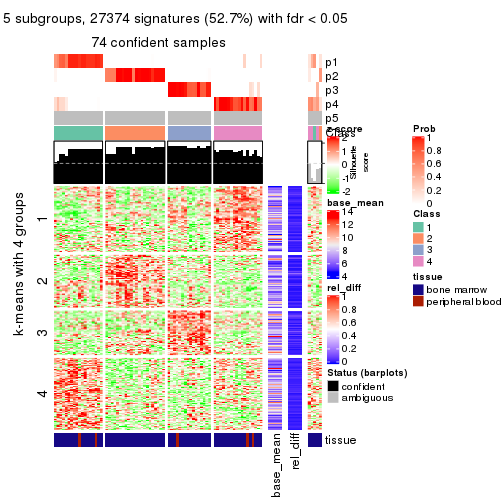 5 subgroups, 27374 signatures (52.7%) with fdr < 0.05
74 confident samples
p1
p2
p3
p4
p5
Class
Silhouette
score
k-means with 4 groups
1
2
3
4
tissue
base_mean
rel_diff
z-score
2
1
0
-1
-2
base_mean
14
12
10
8
6
4
rel_diff
1
0.8
0.6
0.4
0.2
0
Status (barplots)
confident
ambiguous
Prob
1
0.8
0.6
0.4
0.2
0
Class
1
2
3
4
tissue
bone marrow
peripheral blood